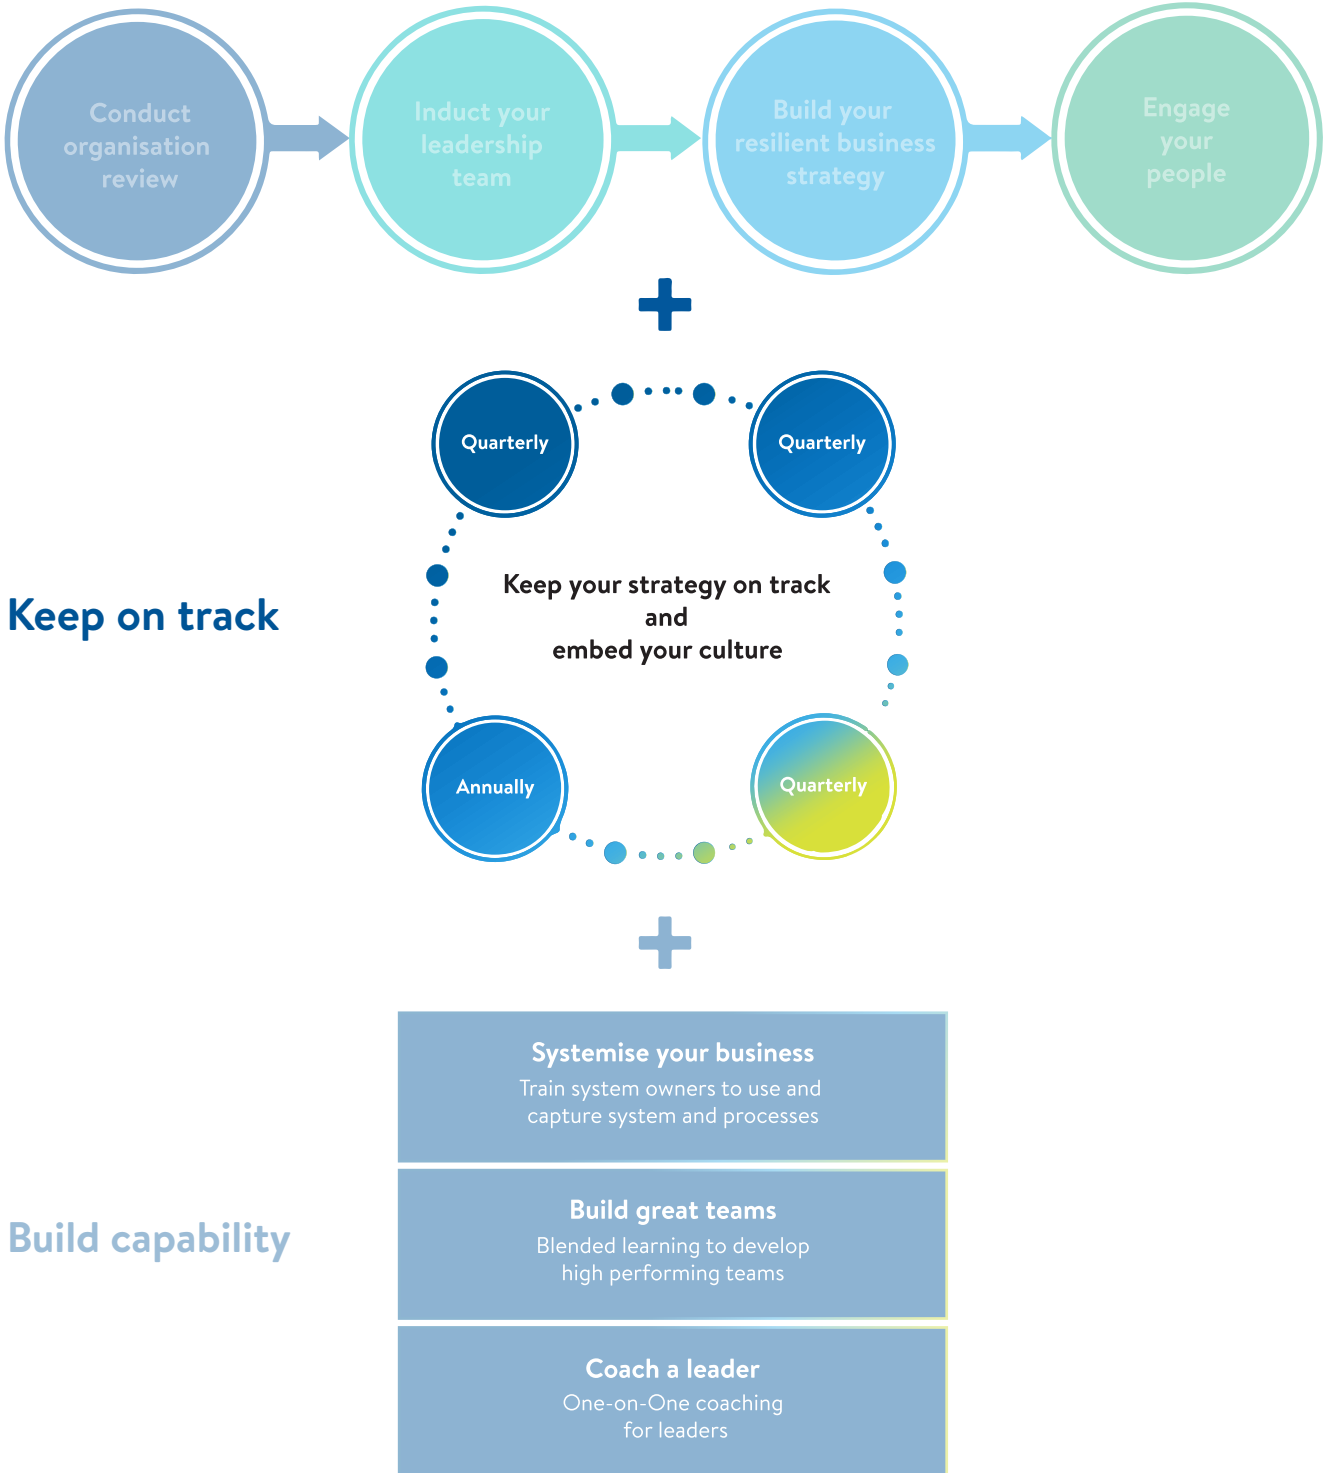 Conduct
organisation
review
Induct your
leadership
team
Build your
resilient business
strategy
Engage
your
people
Quarterly
Quarterly
Keep on track
Keep your strategy on track
and
embed your culture
Annually
Quarterly
Build capability
Systemise your business
Train system owners to use and
capture system and processes
Build great teams
Blended learning to develop
high performing teams
Coach a leader
One-on-One coaching
for leaders